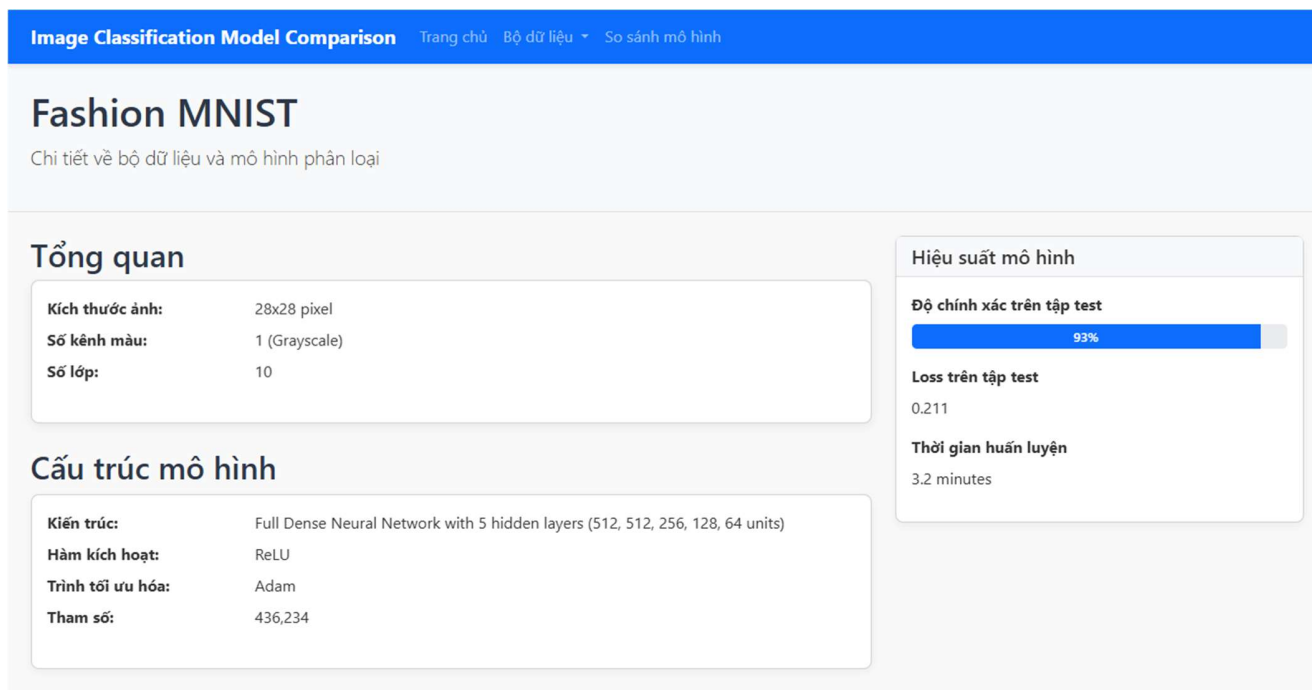 Image Classification Model Comparison Trang chủ Bộ dữ liệu So sánh mô hình
Fashion MNIST
Chi tiết về bộ dữ liệu và mô hình phân loại
Tổng quan
Kích thước ảnh: 28x28 pixel
Số kênh màu: 1 (Grayscale)
Số lớp: 10
Cấu trúc mô hình
Kiến trúc: Full Dense Neural Network with 5 hidden layers (512, 512, 256, 128, 64 units)
Hàm kích hoạt: ReLU
Trình tối ưu hóa: Adam
Tham số: 436,234
Hiệu suất mô hình
Độ chính xác trên tập test
93%
Loss trên tập test
0.211
Thời gian huấn luyện
3.2 minutes